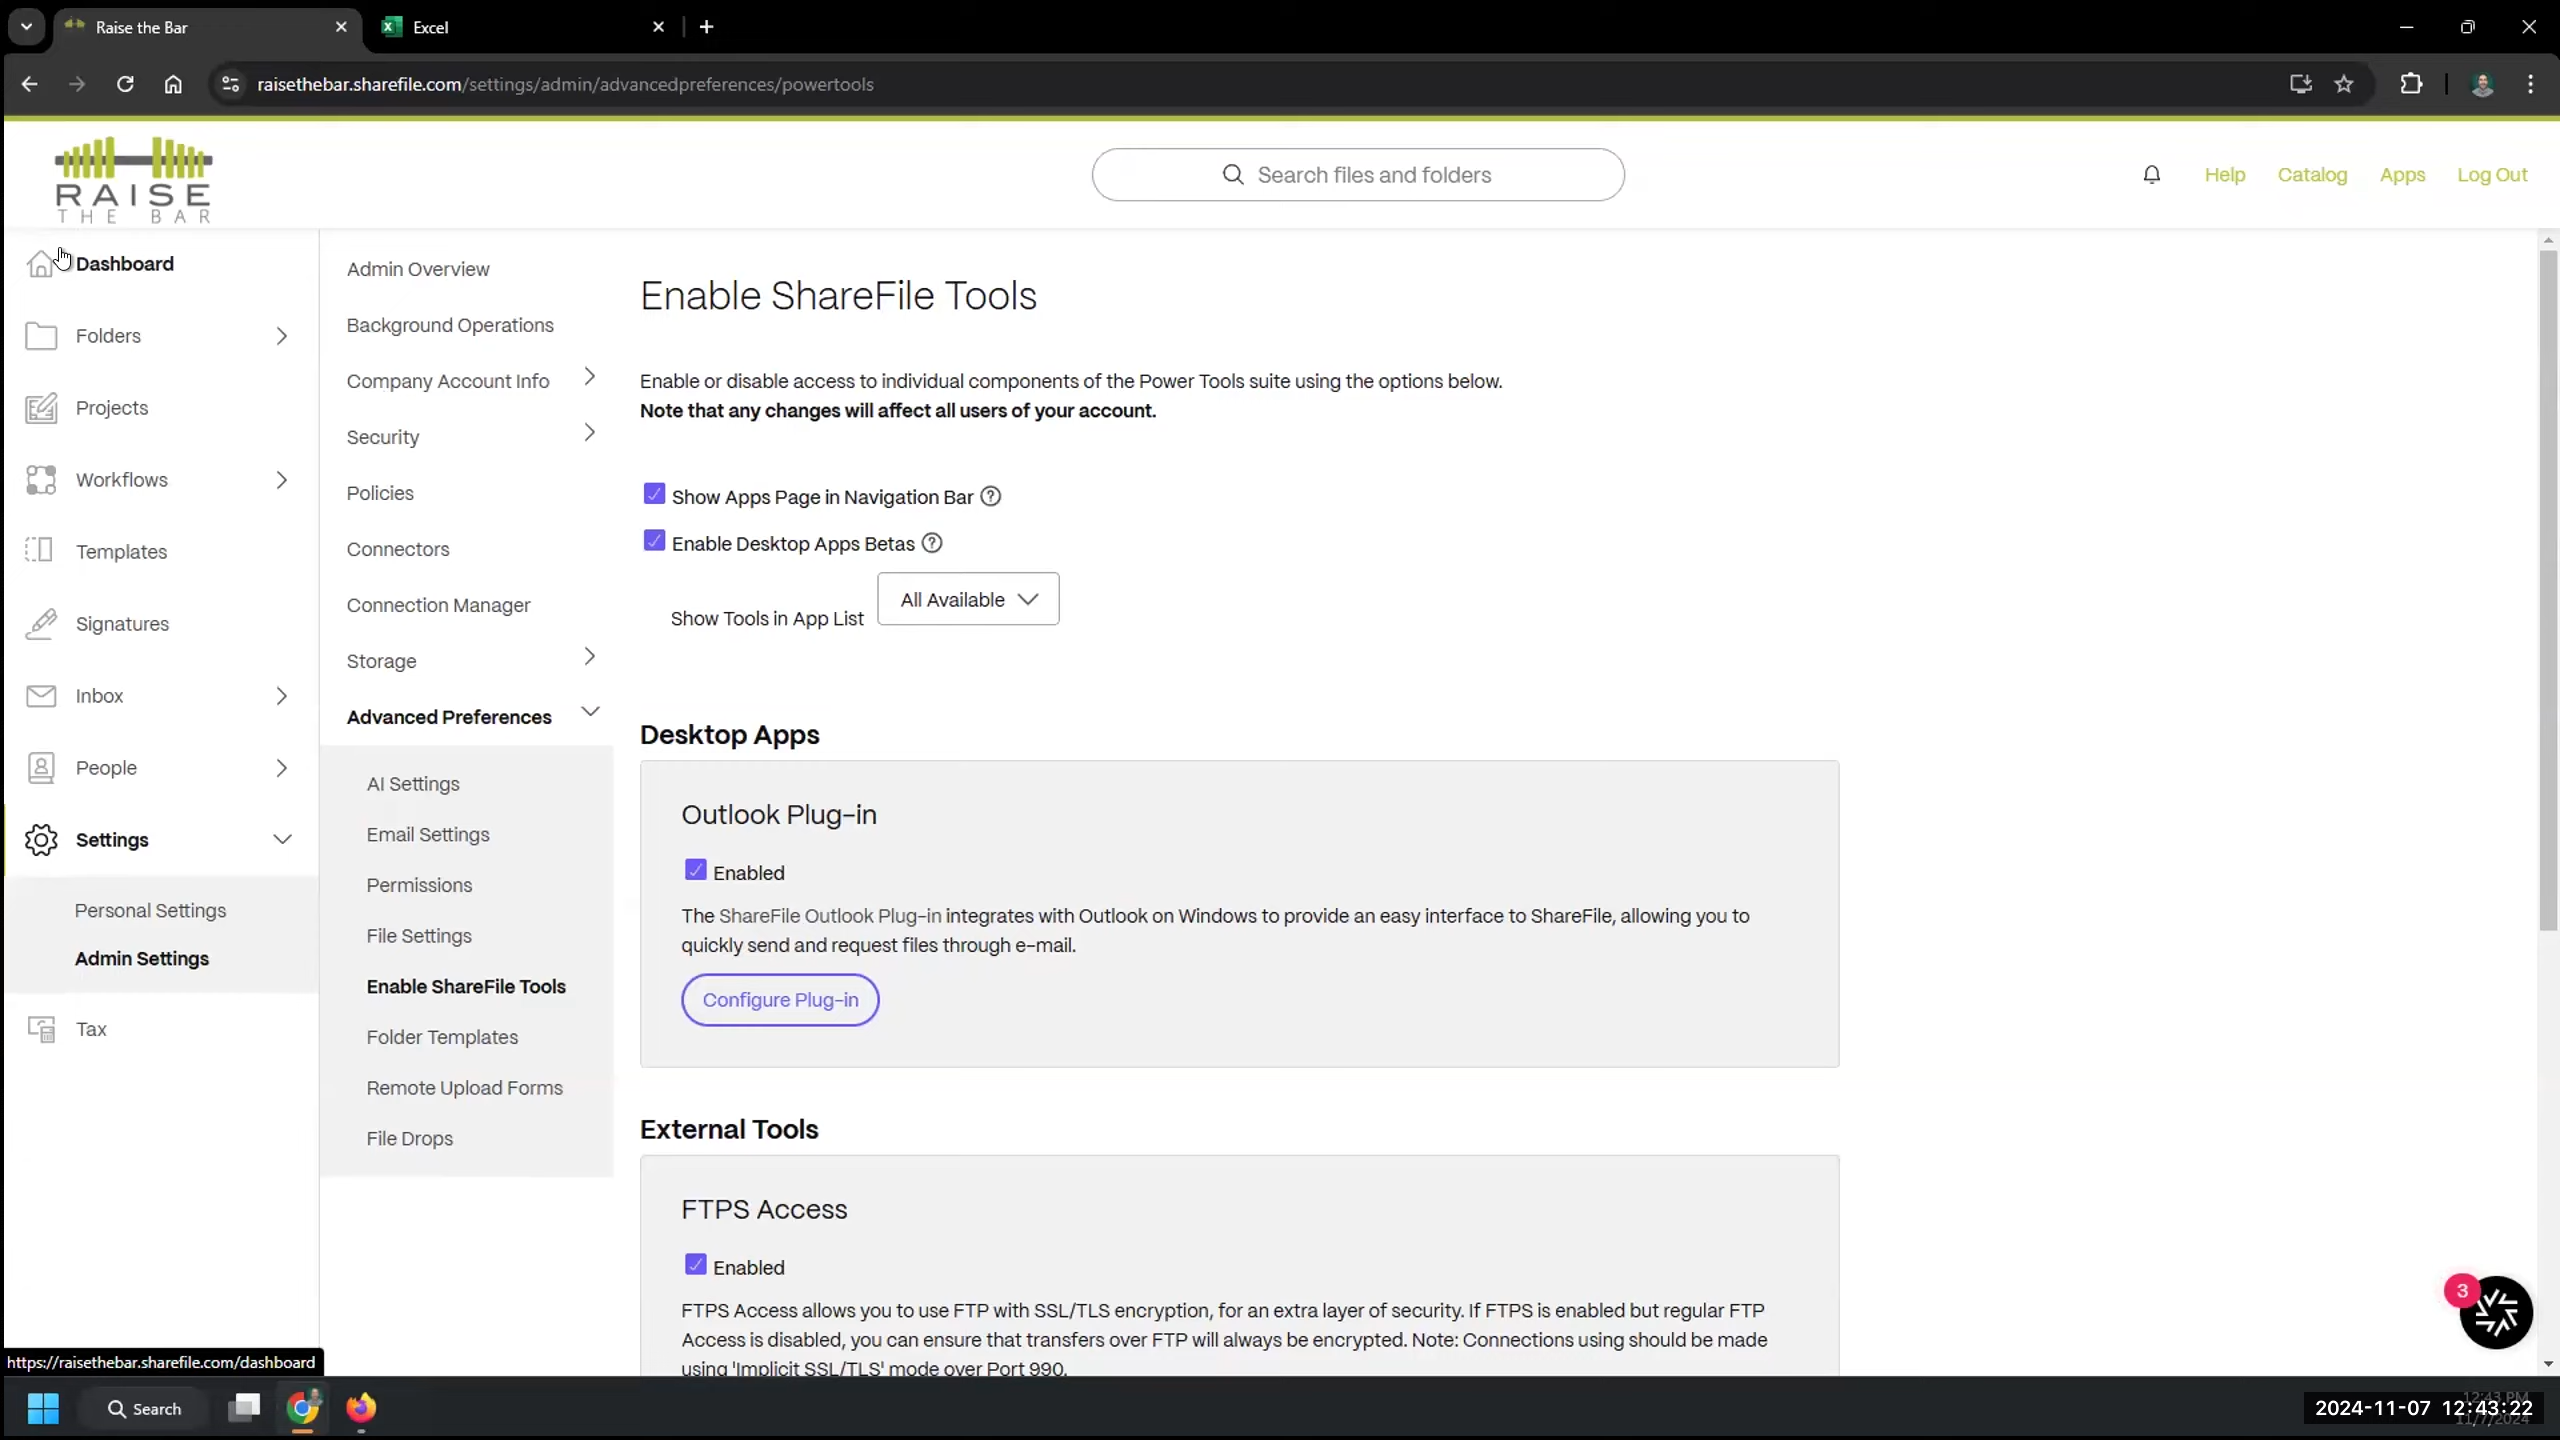 Raise the Bar
Excel
raisethebar.sharefile.com/settings/admin/advancedpreferences/powertools
RAISE
THE BAR
Search files and folders
Help
Catalog
Apps
Log Out
Dashboard
Folders
Projects
Workflows
Templates
Signatures
Inbox
People
Settings
Personal Settings
Admin Settings
Tax
Admin Overview
Background Operations
Company Account Info
Security
Policies
Connectors
Connection Manager
Storage
Advanced Preferences
AI Settings
Email Settings
Permissions
File Settings
Enable ShareFile Tools
Folder Templates
Remote Upload Forms
File Drops
Enable ShareFile Tools
Enable or disable access to individual components of the Power Tools suite using the options below.
Note that any changes will affect all users of your account.
Show Apps Page in Navigation Bar ?
Enable Desktop Apps Betas ?
Show Tools in App List
All Available
Desktop Apps
Outlook Plug-in
Enabled
The ShareFile Outlook Plug-in integrates with Outlook on Windows to provide an easy interface to ShareFile, allowing you to
quickly send and request files through e-mail.
Configure Plug-in
External Tools
FTPS Access
Enabled
FTPS Access allows you to use FTP with SSL/TLS encryption, for an extra layer of security. If FTPS is enabled but regular FTP
Access is disabled, you can ensure that transfers over FTP will always be encrypted. Note: Connections using should be made
using 'Implicit SSL/TLS' mode over Port 990.
3
https://raisethebar.sharefile.com/dashboard
Search
12:43 PM
2024-11-07 12:43:22
11/7/2024